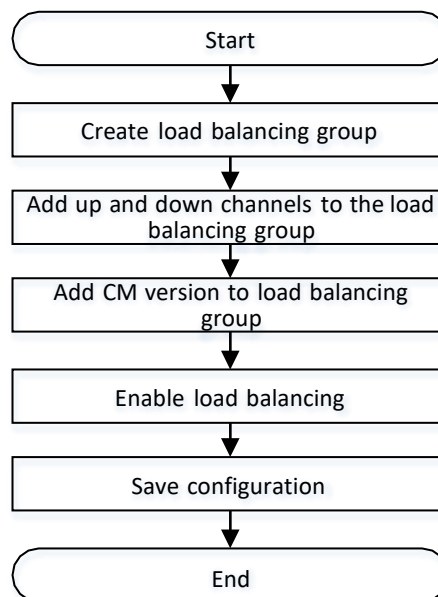 Start
Create load balancing group
Add up and down channels to the load
balancing group
Add CM version to load balancing
group
Enable load balancing
Save configuration
End